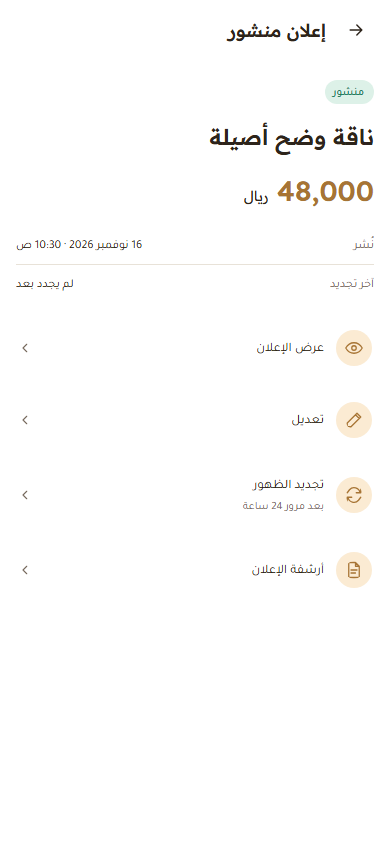 إعلان منشور
منشور
ناقة وضح أصيلة
48,000 ريال
نُشر 16 نوفمبر 2026 · 10:30 ص
آخر تجديد لم يجدد بعد
عرض الإعلان
تعديل
تجديد الظهور
بعد مرور 24 ساعة
أرشفة الإعلان